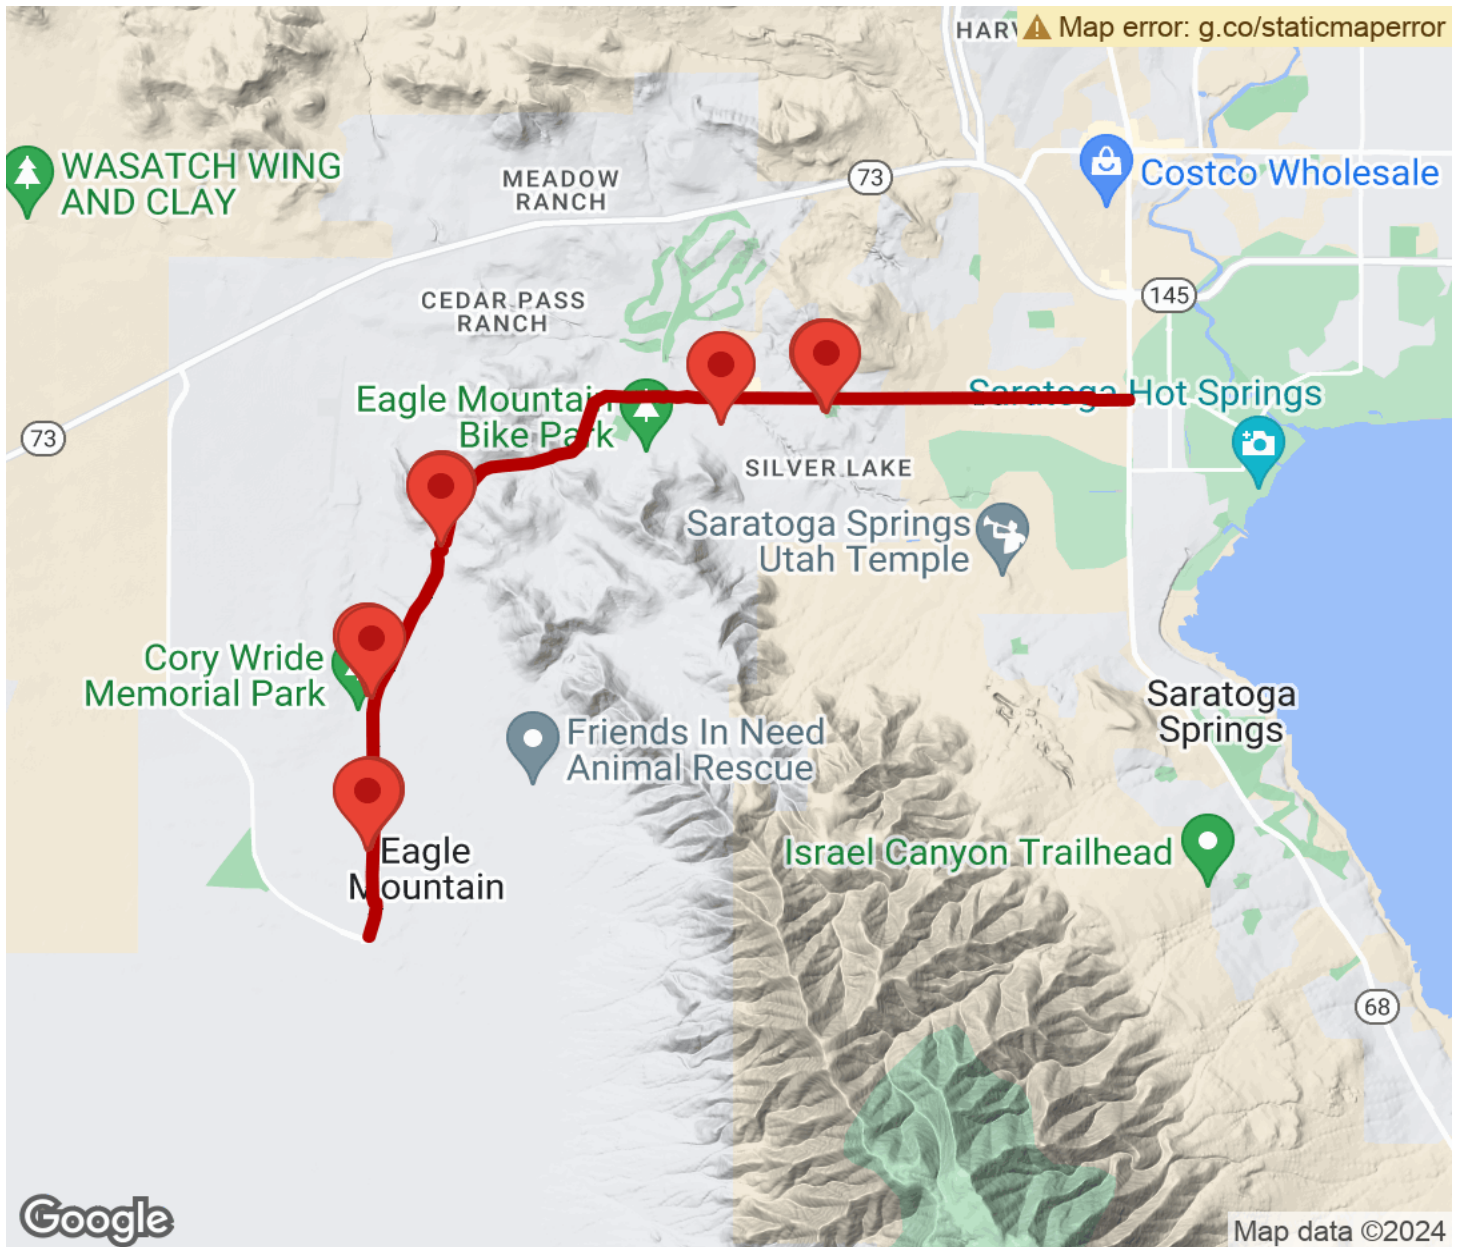 HARV
Map error: g.co/staticmaperror
WASATCH WING
AND CLAY
MEADOW
RANCH
73
Costco Wholesale
CEDAR PASS
RANCH
145
Eagle Mountain
Bike Park
Saratoga Hot Springs
73
SILVER LAKE
Saratoga Springs
Utah Temple
Cory Wride
Memorial Park
Saratoga
Springs
Friends In Need
Animal Rescue
Eagle
Mountain
Israel Canyon Trailhead
68
Google
Map data ©2024